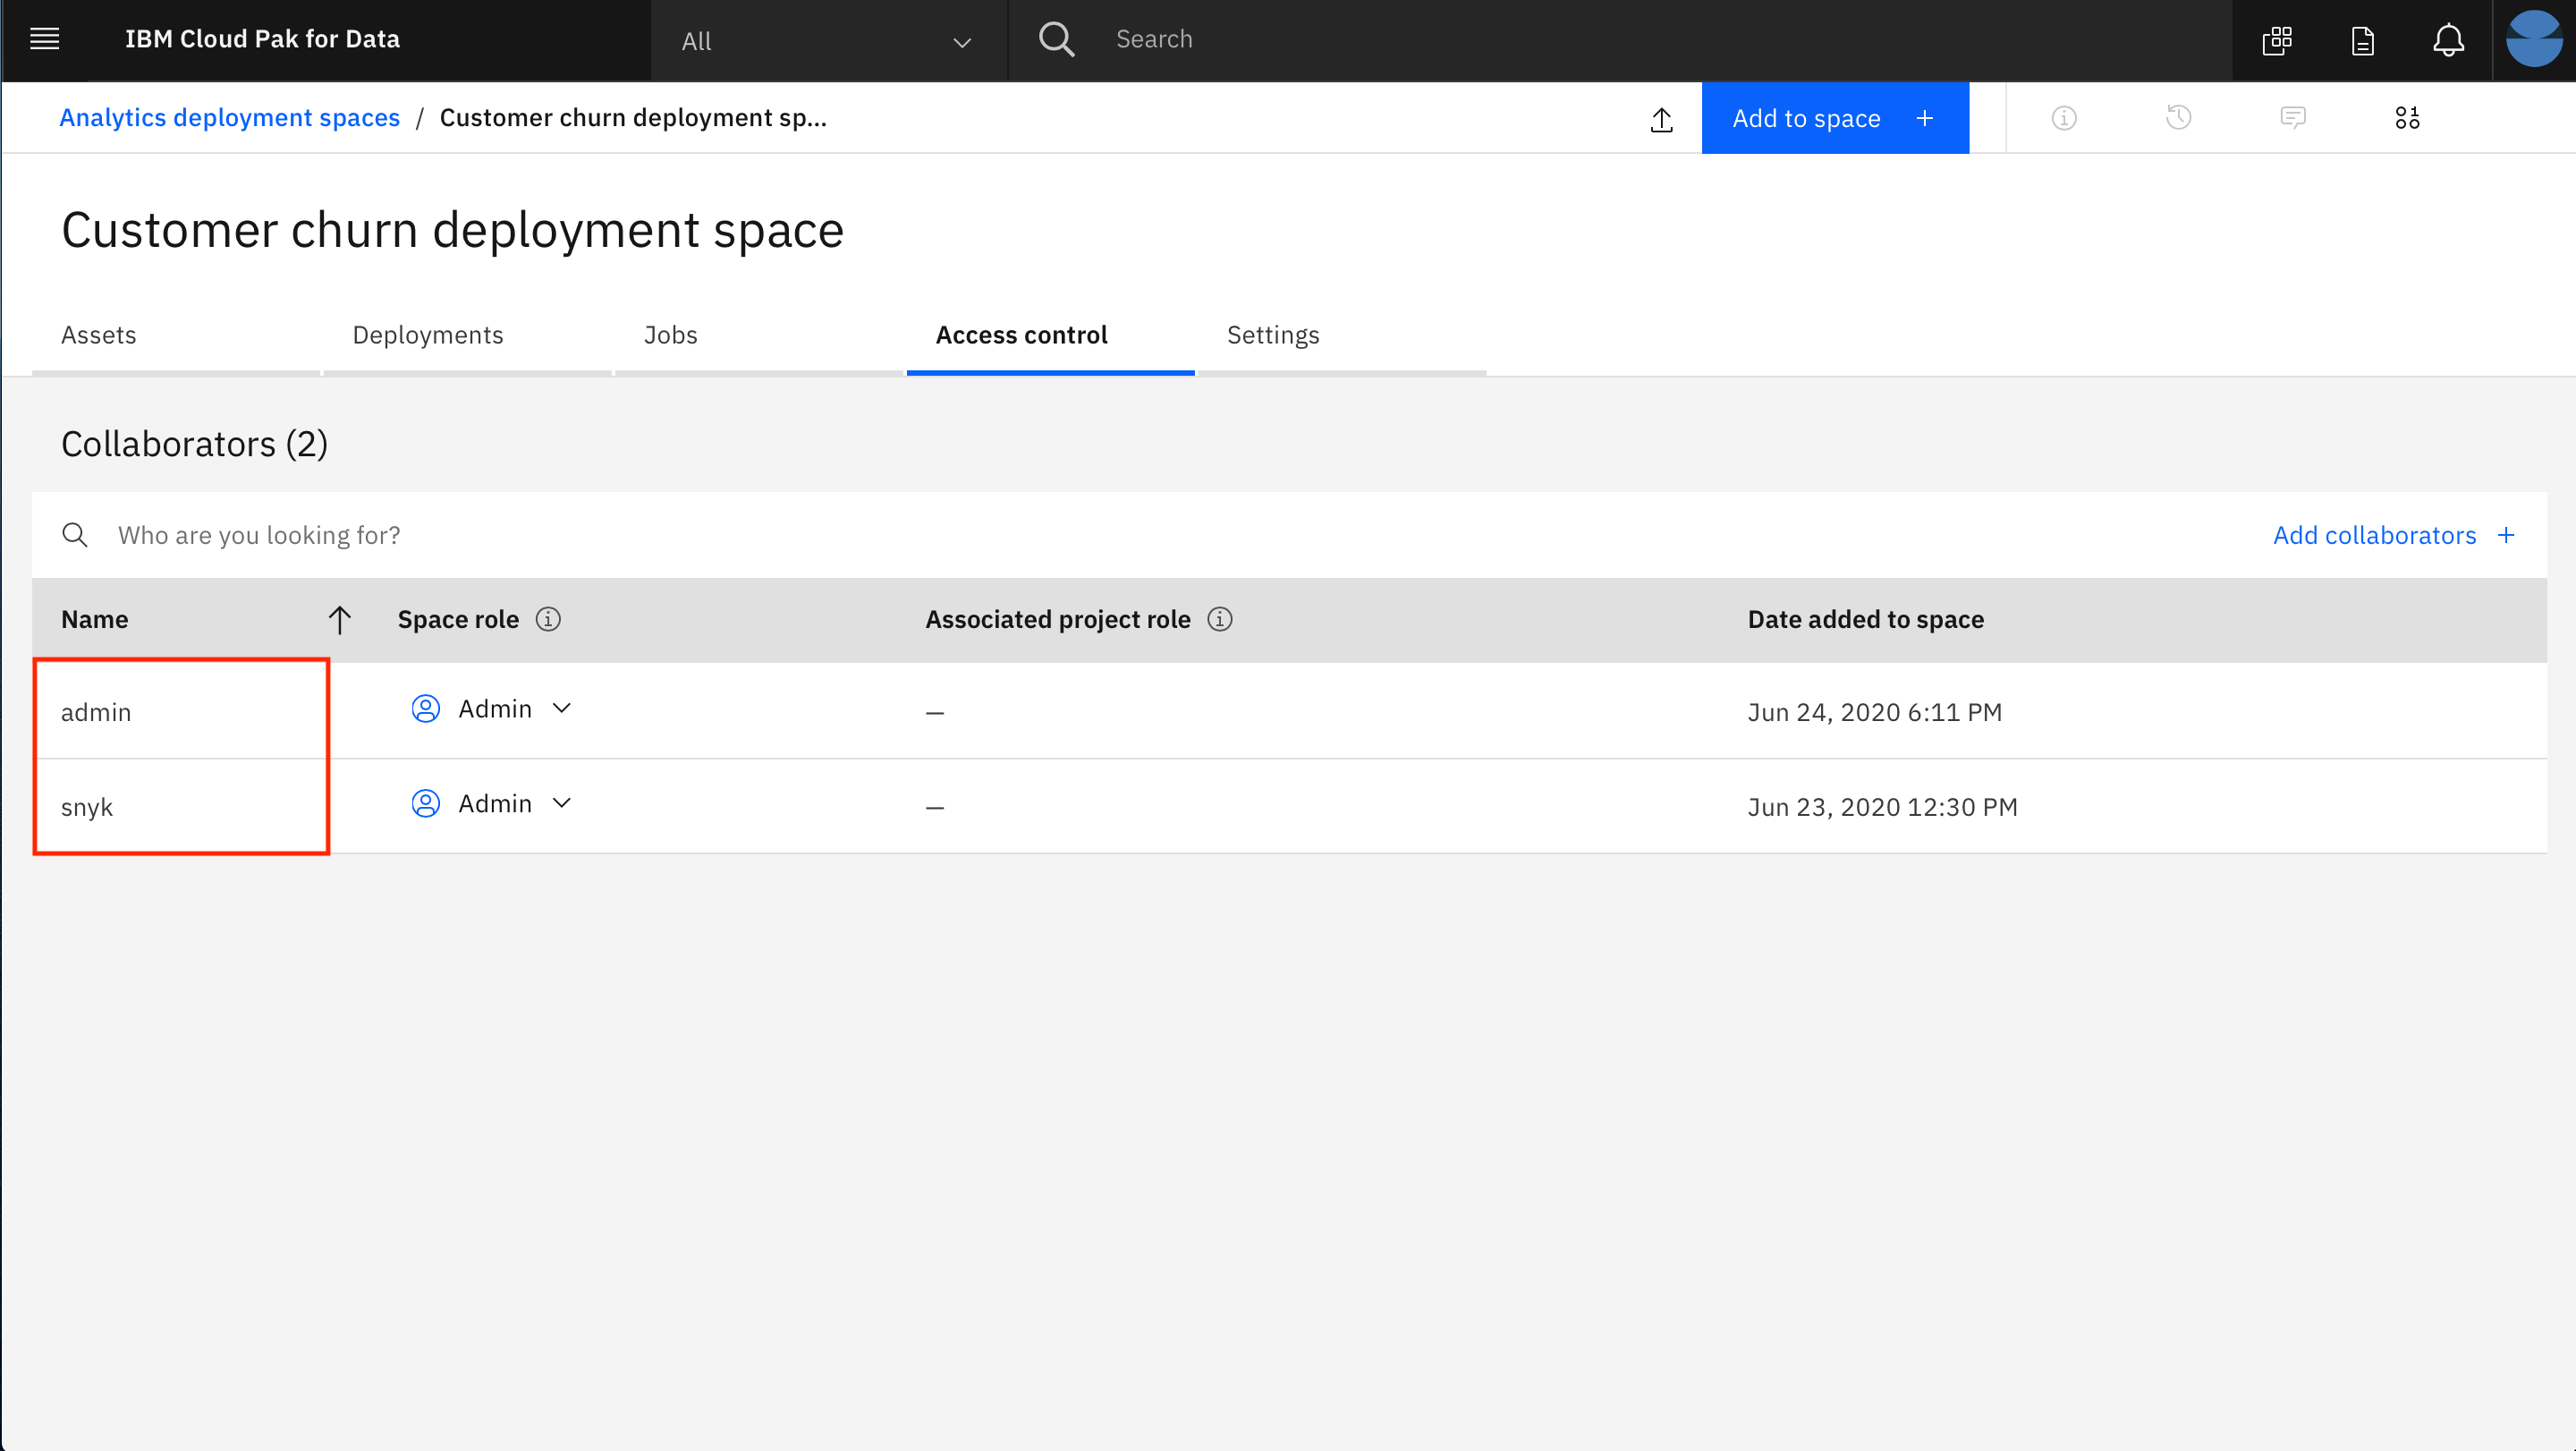 IBM Cloud Pak for Data
All
Search
Analytics deployment spaces / Customer churn deployment sp...
Add to space +
Customer churn deployment space
Assets
Deployments
Jobs
Access control
Settings
Collaborators (2)
Who are you looking for?
Add collaborators +
Name
Space role
Associated project role
Date added to space
admin
Admin
–
Jun 24, 2020 6:11 PM
snyk
Admin
–
Jun 23, 2020 12:30 PM